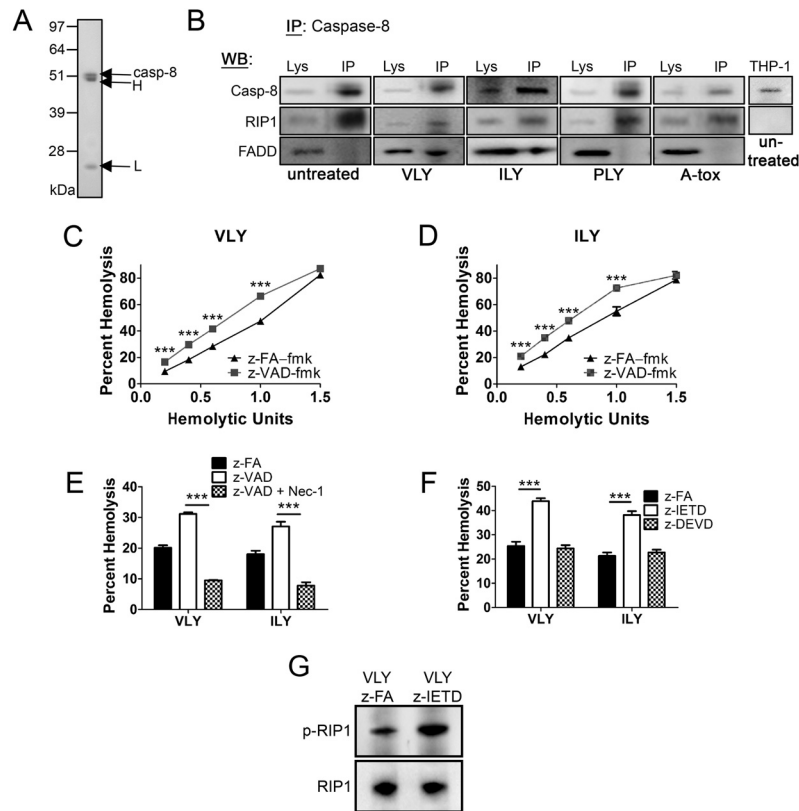 A
97
64
51
39
28
kDa
casp-8
H
L
B
IP: Caspase-8
WB:
Lys IP Lys IP Lys IP Lys IP Lys IP THP-1
Casp-8
RIP1
FADD
untreated VLY ILY PLY A-tox
un-
treated
C
VLY
Percent Hemolysis
80
60
40
20
0
*** *** *** ***
z-FA-fmk
z-VAD-fmk
0.0 0.5 1.0 1.5
Hemolytic Units
D
ILY
Percent Hemolysis
80
60
40
20
0
*** *** *** ***
z-FA-fmk
z-VAD-fmk
0.0 0.5 1.0 1.5
Hemolytic Units
E
z-FA
z-VAD
z-VAD + Nec-1
Percent Hemolysis
40
30
20
10
0
*** ***
VLY ILY
F
z-FA
z-IETD
z-DEVD
Percent Hemolysis
50
40
30
20
10
0
*** ***
VLY ILY
G
VLY VLY
z-FA z-IETD
p-RIP1
RIP1